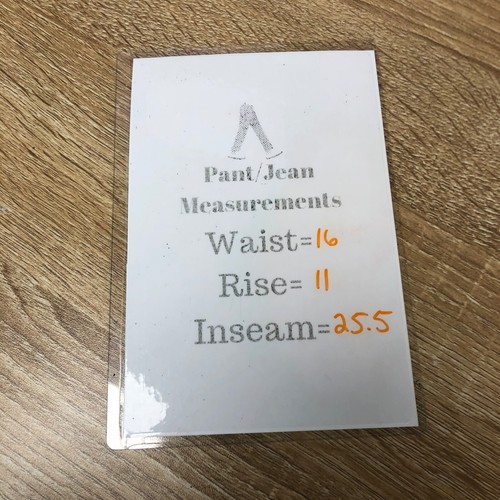 Pant/Jean
Measurements
Waist=16
Rise= 11
Inseam=25.5